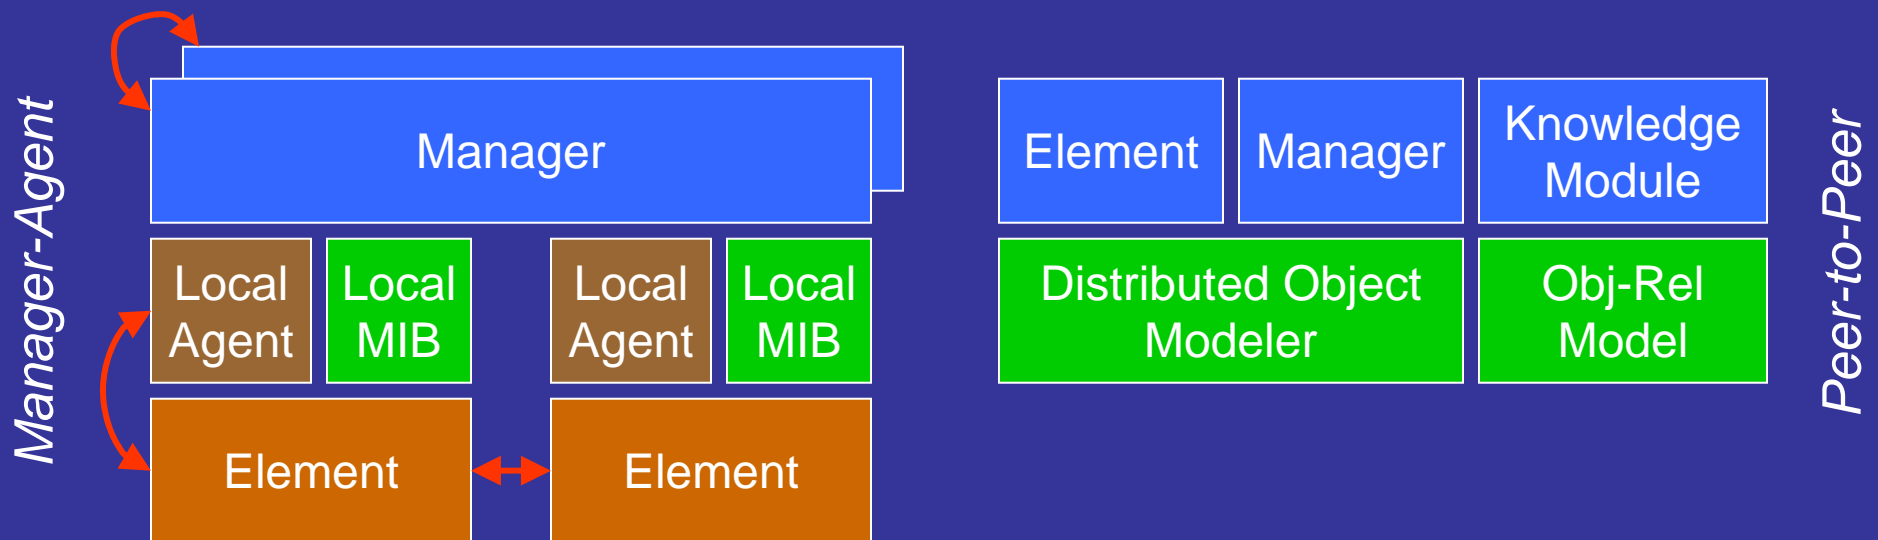 Manager-Agent
Manager
Local
Agent
Local
MIB
Local
Agent
Local
MIB
Element
Element
Element
Manager
Knowledge
Module
Distributed Object
Modeler
Obj-Rel
Model
Peer-to-Peer